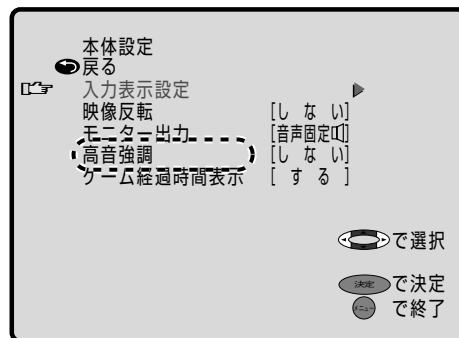 本体設定
戻る
入力表示設定
映像反転 [しない]
モニター出力 [音声固定]
高音強調 [しない]
ゲーム経過時間表示 [する]
で選択
決定 で決定
メニュー で終了